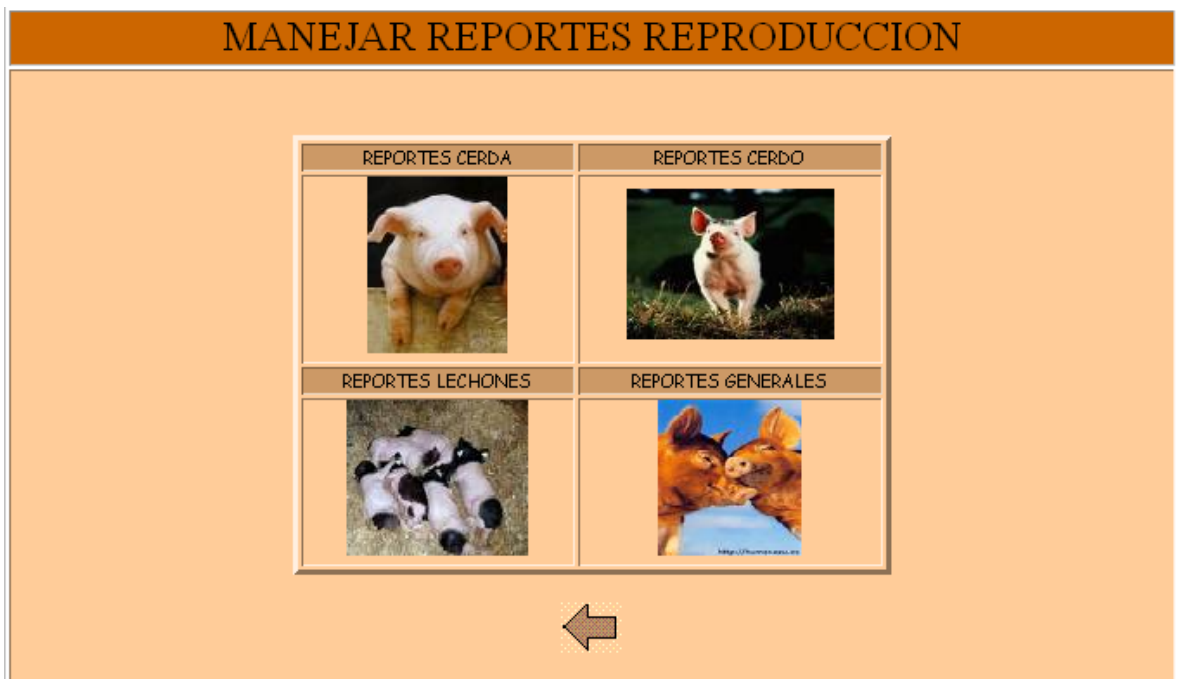 MANEJAR REPORTES REPRODUCCION
REPORTES CERDA
REPORTES CERDO
REPORTES LECHONES
REPORTES GENERALES